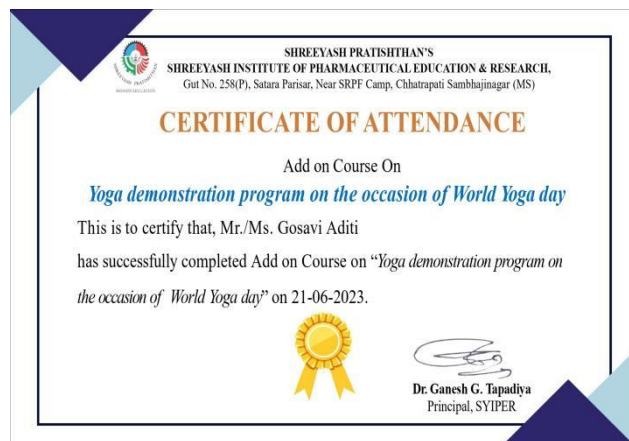 SHREEYASH PRATISHTHAN'S
SHREEYASH INSTITUTE OF PHARMACEUTICAL EDUCATION & RESEARCH,
Gut No. 258(P), Satara Parisar, Near SRPF Camp, Chhatrapati Sambhajinagar (MS)
CERTIFICATE OF ATTENDANCE
Add on Course On
Yoga demonstration program on the occasion of World Yoga day
This is to certify that, Mr./Ms. Gosavi Aditi
has successfully completed Add on Course on “Yoga demonstration program on
the occasion of World Yoga day” on 21-06-2023.
Dr. Ganesh G. Tapadiya
Principal, SYIPER